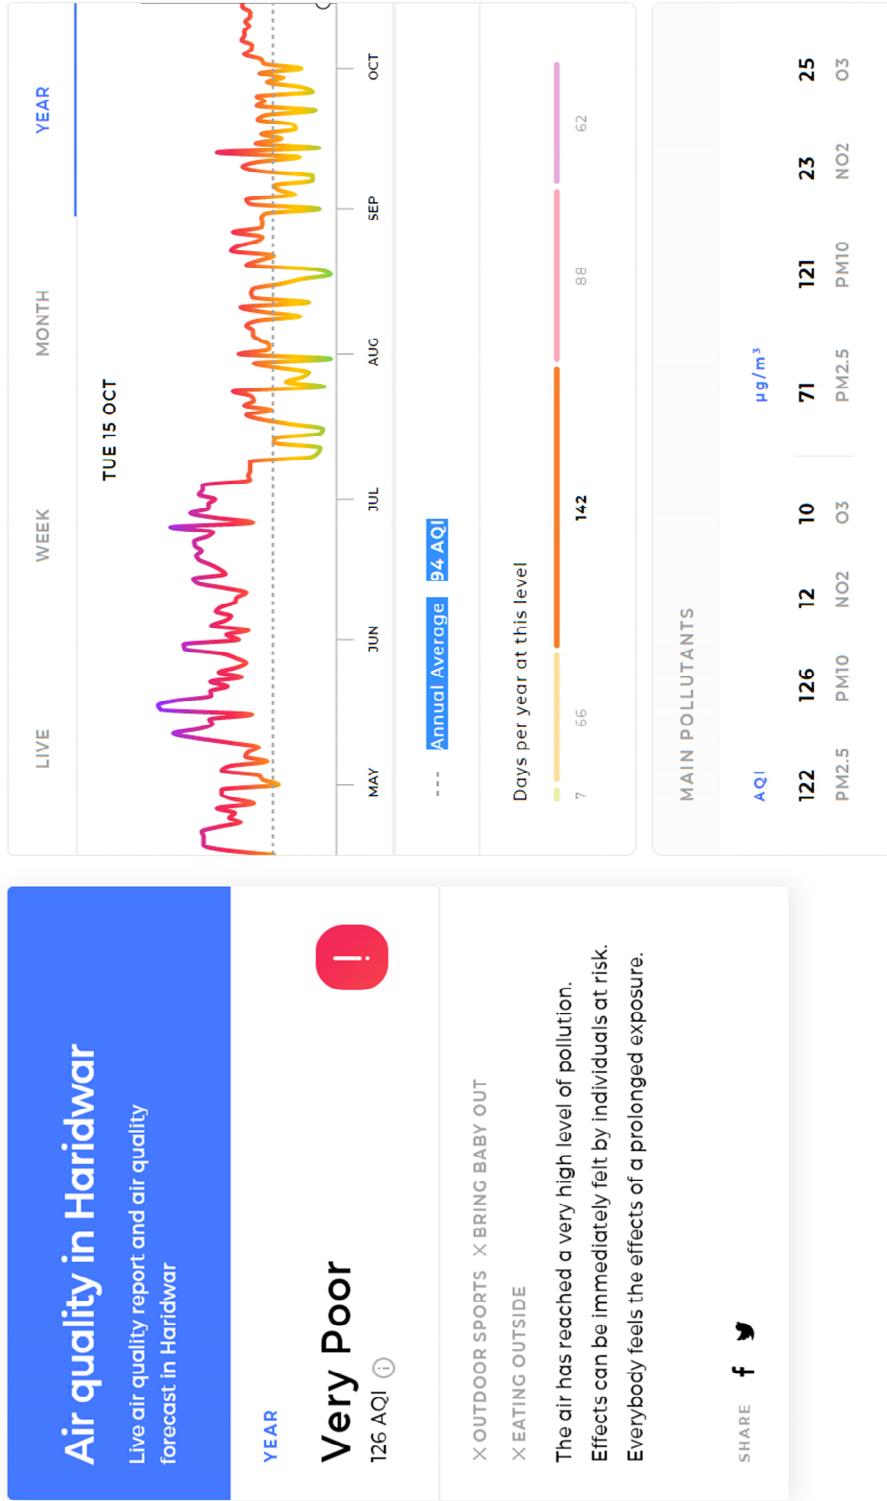 Air quality in Haridwar
Live air quality report and air quality
forecast in Haridwar
YEAR
Very Poor
126 AQI
X OUTDOOR SPORTS X BRING BABY OUT
X EATING OUTSIDE
The air has reached a very high level of pollution.
Effects can be immediately felt by individuals at risk.
Everybody feels the effects of a prolonged exposure.
SHARE
LIVE WEEK MONTH YEAR
TUE 15 OCT
MAY JUN JUL AUG SEP OCT
Annual Average 94 AQI
Days per year at this level
7 66 142 88 62
MAIN POLLUTANTS
AQI µg/m³
122 126 12 10 71 121 23 25
PM2.5 PM10 NO2 O3 PM2.5 PM10 NO2 O3